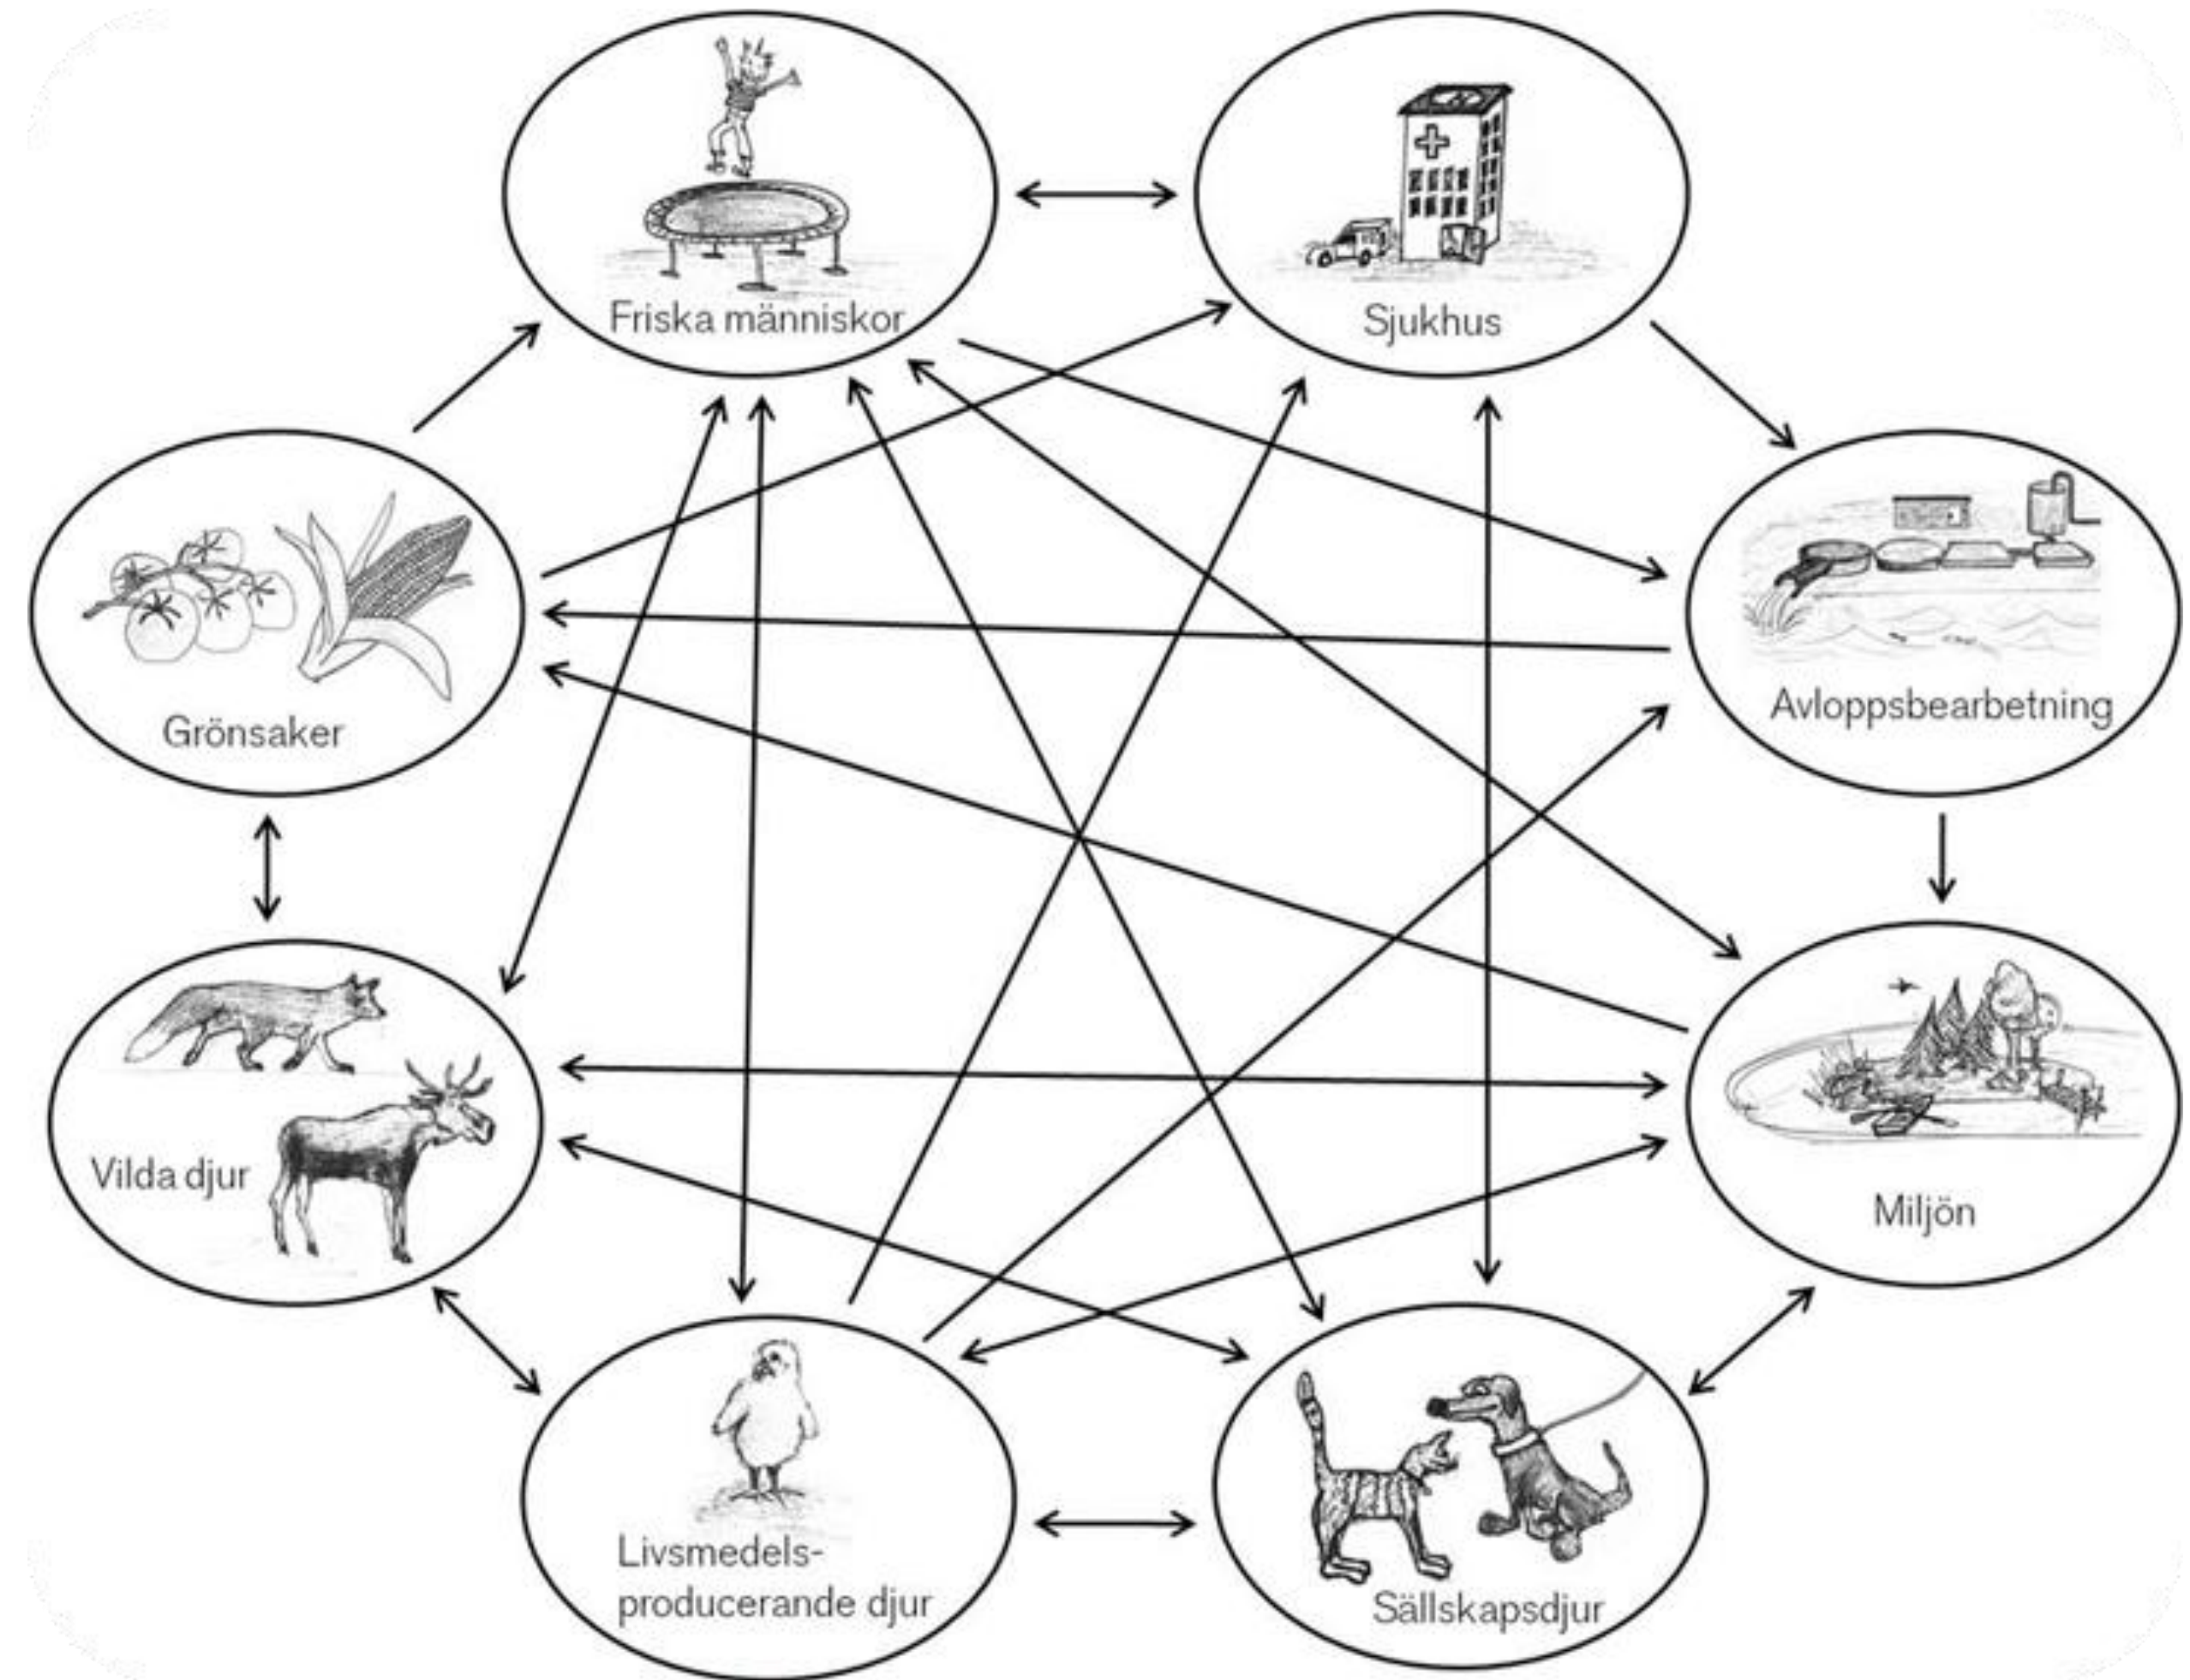 Friska människor
Sjukhus
Grönsaker
Avloppsbearbetning
Vilda djur
Miljön
Livsmedels-
producerande djur
Sällskapsdjur